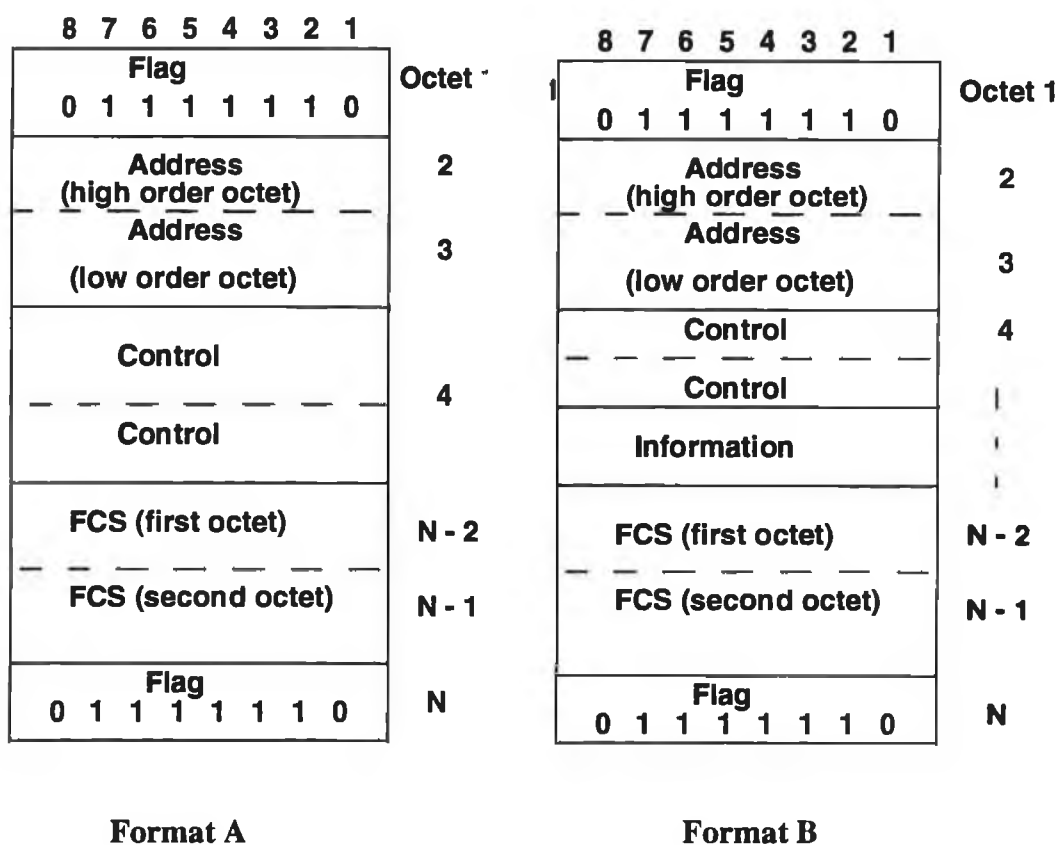 8 7 6 5 4 3 2 1
Flag
0 1 1 1 1 1 1 0
Octet
Address
(high order octet)
2
Address
(low order octet)
3
Control
Control
4
FCS (first octet)
N - 2
FCS (second octet)
N - 1
Flag
0 1 1 1 1 1 1 0
N
Format A
8 7 6 5 4 3 2 1
1
Flag
0 1 1 1 1 1 1 0
Octet 1
Address
(high order octet)
2
Address
(low order octet)
3
Control
4
Control
Information
FCS (first octet)
N - 2
FCS (second octet)
N - 1
Flag
0 1 1 1 1 1 1 0
N
Format B